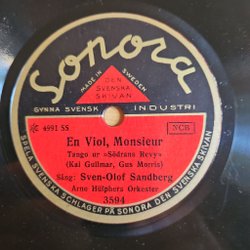 Sonora
MADE IN SWEDEN
DEN
SVENSKA
SKIVAN
GYNNA SVENSK INDUSTRI
4991 SS
NCB
En Viol, Monsieur
Tango ur »Södrans Revy»
(Kai Gullmar, Gus Morris)
Sång: Sven-Olof Sandberg
Arne Hülphers Orkester
3594
SPELA SVENSKA SCHLAGER PÅ SONORA DEN SVENSKA SKIVAN